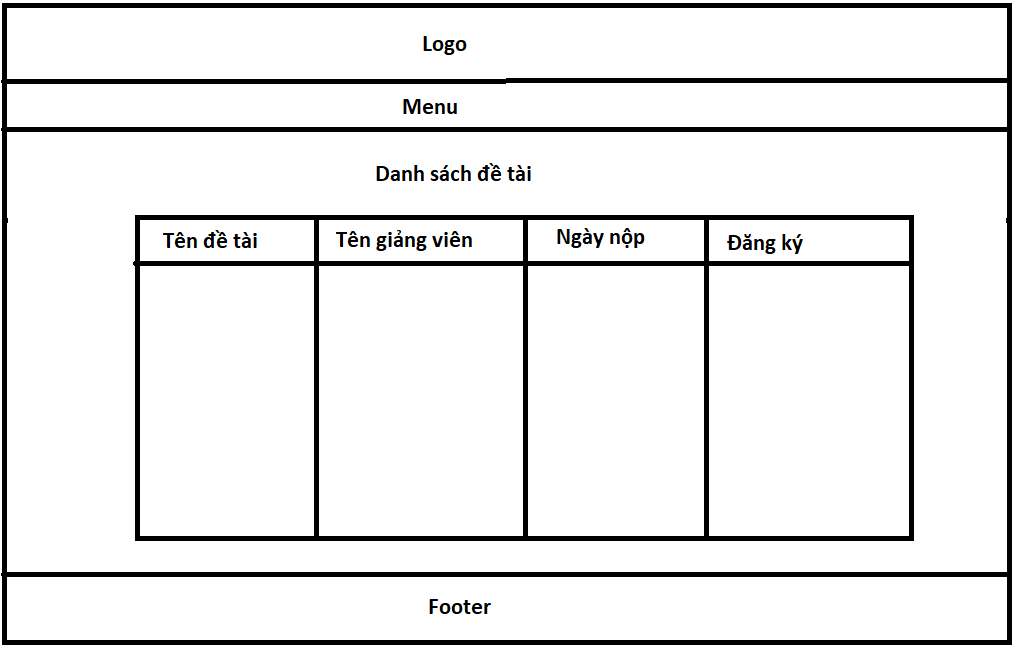 Logo
Menu
Danh sách đề tài
Tên đề tài
Tên giảng viên
Ngày nộp
Đăng ký
Footer